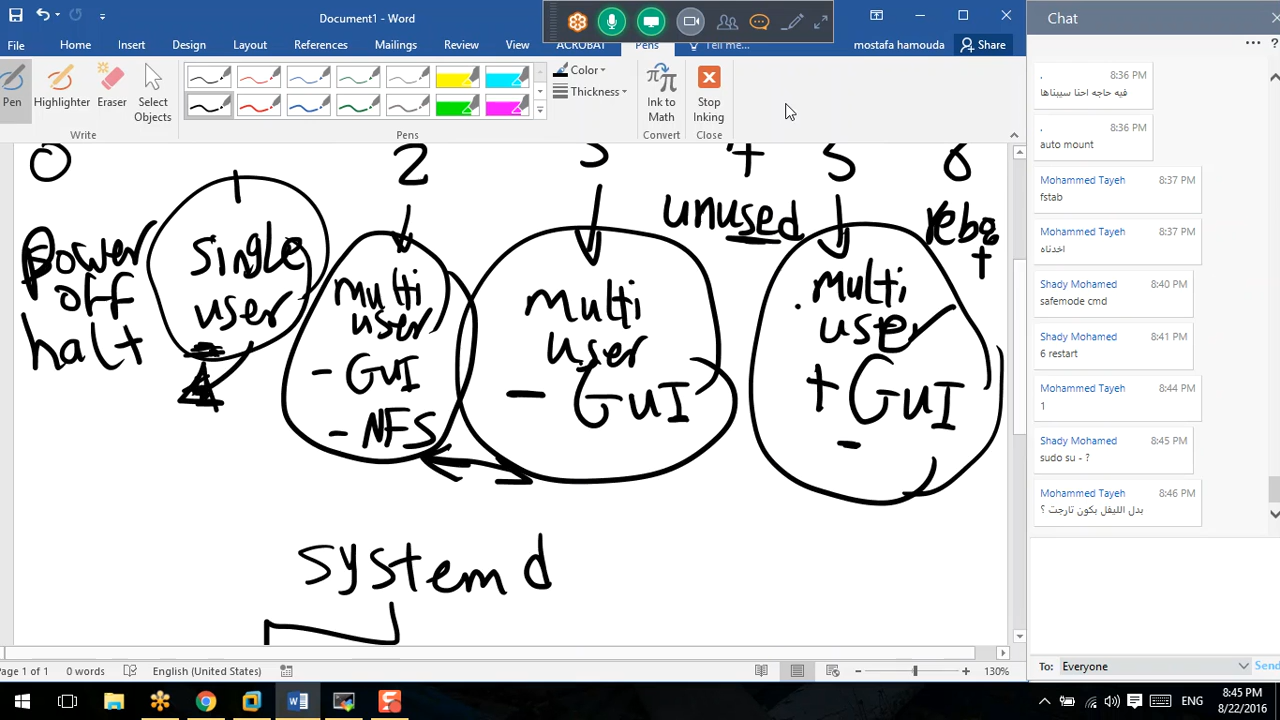 Document1 - Word
File
Home
Insert
Design
Layout
References
Mailings
Review
View
ACROBAT
Pens
Tell me...
mostafa hamouda
Share
Pen
Highlighter
Eraser
Select
Objects
Color
Thickness
Ink to
Math
Stop
Inking
Write
Pens
Convert
Close
0
1
2
3
4
5
6
power
off
halt
single
user
multi
user
- GUI
- NFS
multi
user
- GUI
unused
multi
user
+ GUI
-
rebo
t
system d
Chat
.
8:36 PM
فيه حاجه احنا سيبناها
.
8:36 PM
auto mount
Mohammed Tayeh
8:37 PM
fstab
Mohammed Tayeh
8:37 PM
اخدناه
Shady Mohamed
8:40 PM
safemode cmd
Shady Mohamed
8:41 PM
6 restart
Mohammed Tayeh
8:44 PM
1
Shady Mohamed
8:45 PM
sudo su - ?
Mohammed Tayeh
8:46 PM
بدل الليفل بكون تارجت ؟
To:
Everyone
Send
Page 1 of 1
0 words
English (United States)
130%
ENG
8:45 PM
8/22/2016